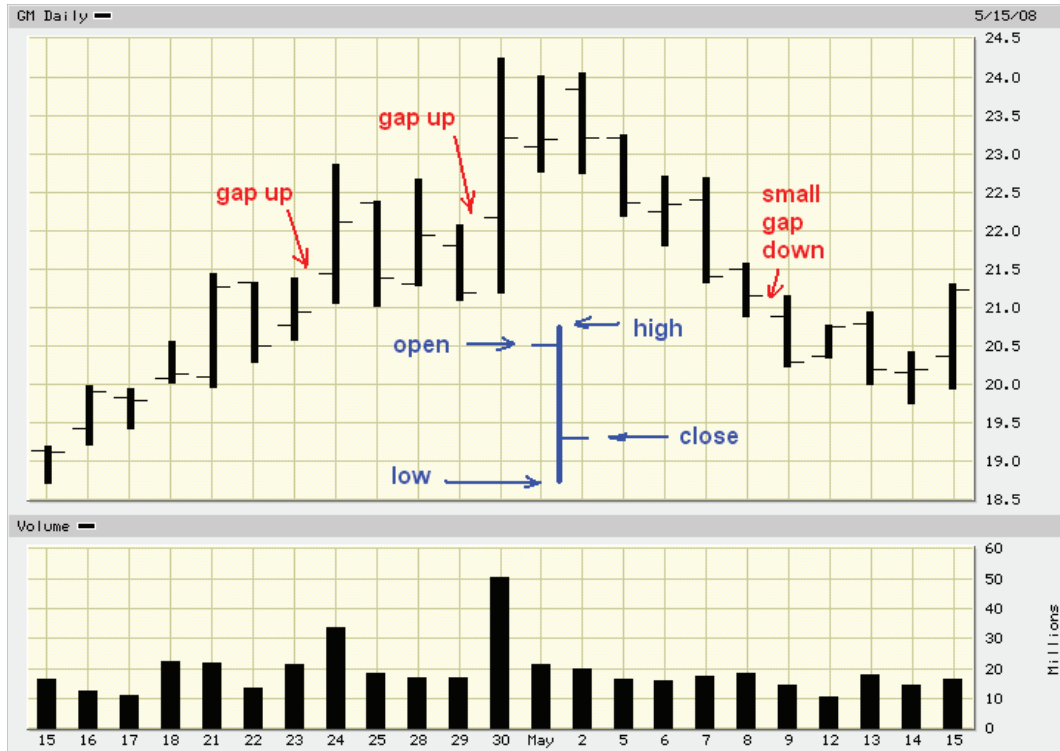 GM Daily
5/15/08
24.5
24.0
23.5
23.0
22.5
22.0
21.5
21.0
20.5
20.0
19.5
19.0
18.5
gap up
gap up
small
gap
down
open
high
close
low
Volume
60
50
40
30
20
10
0
Millions
15 16 17 18 21 22 23 24 25 28 29 30 May 2 5 6 7 8 9 12 13 14 15